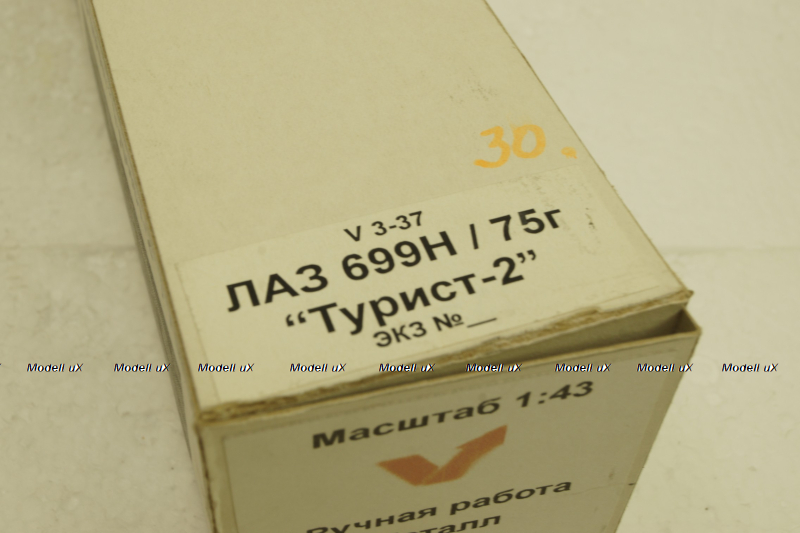 30.
V 3-37
ЛАЗ 699Н / 75г
“Турист-2”
ЭКЗ №__
Modell uX Modell uX Modell uX Modell uX Modell uX Modell uX Modell uX Modell uX Modell uX
Масштаб 1:43
Ручная работа